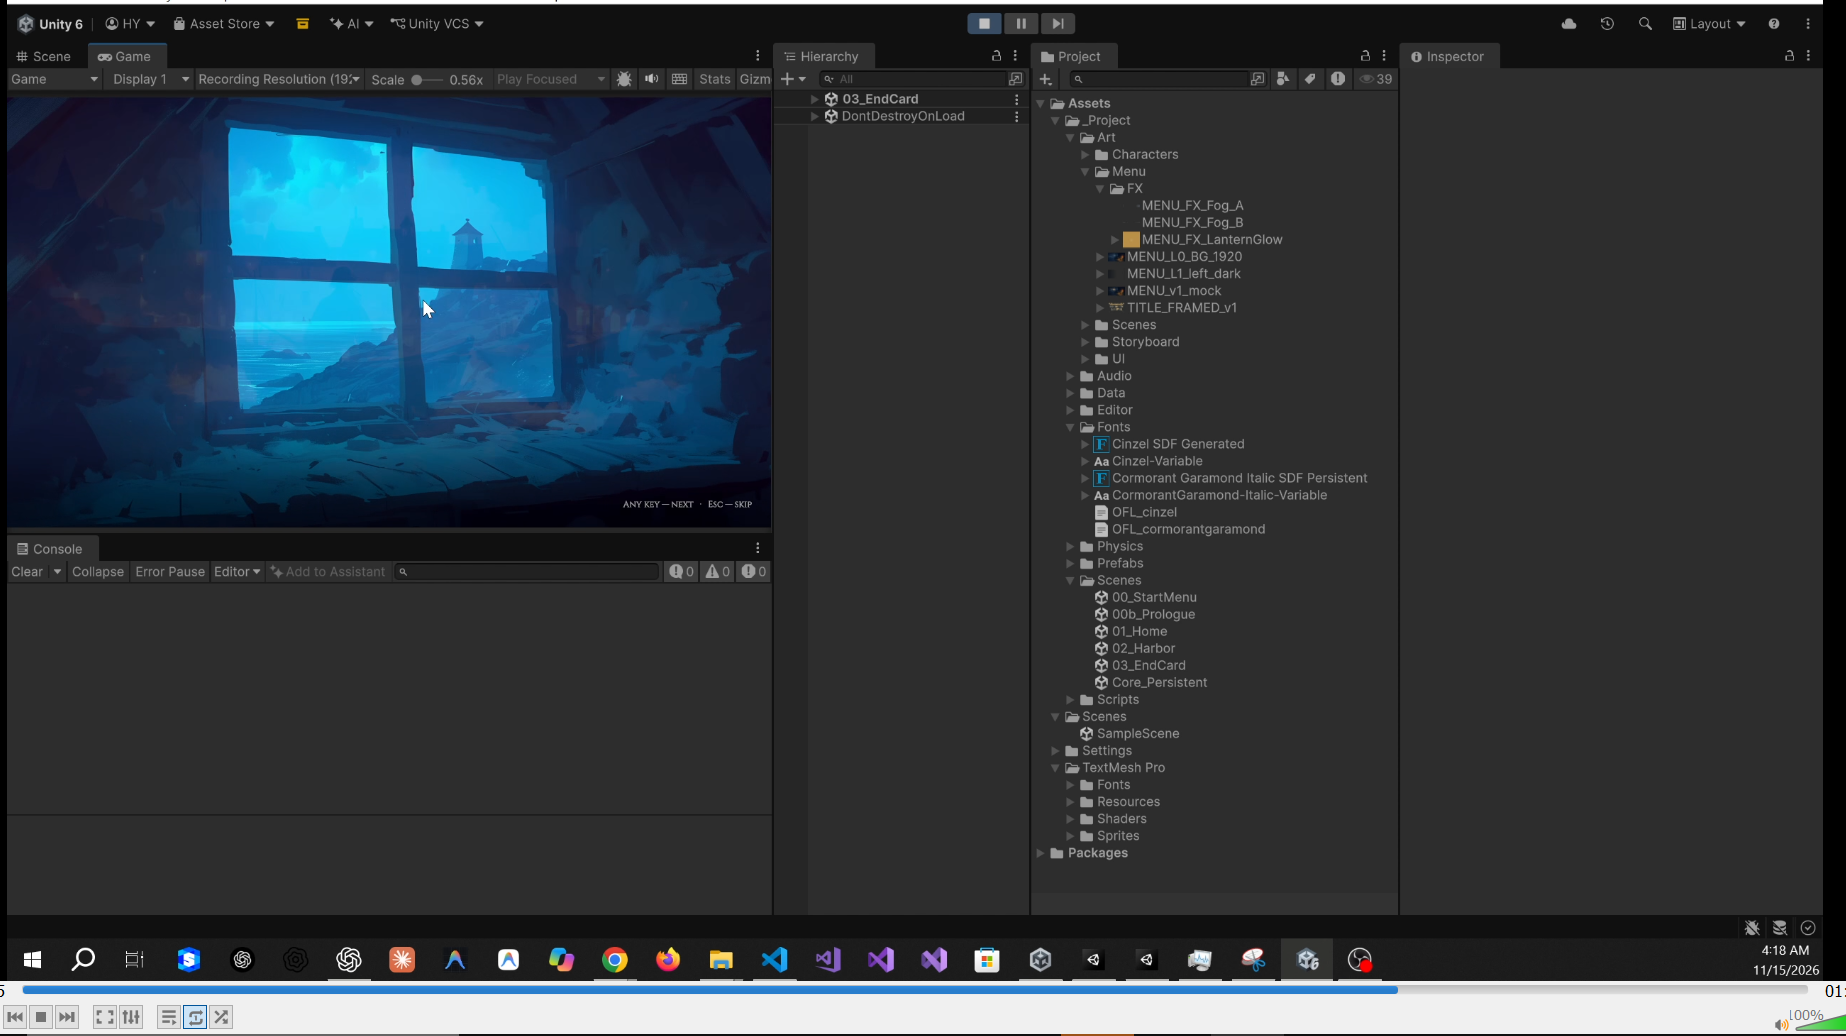 Unity 6 HY Asset Store AI Unity VCS Layout
Scene Game
Game Display 1 Recording Resolution (192 Scale 0.56x Play Focused Stats Gizm
ANY KEY — NEXT · ESC — SKIP
Console
Clear Collapse Error Pause Editor Add to Assistant 0 0 0
Hierarchy
All
03_EndCard
DontDestroyOnLoad
Project
39
Assets
_Project
Art
Characters
Menu
FX
MENU_FX_Fog_A
MENU_FX_Fog_B
MENU_FX_LanternGlow
MENU_L0_BG_1920
MENU_L1_left_dark
MENU_v1_mock
TITLE_FRAMED_v1
Scenes
Storyboard
UI
Audio
Data
Editor
Fonts
Cinzel SDF Generated
Cinzel-Variable
Cormorant Garamond Italic SDF Persistent
CormorantGaramond-Italic-Variable
OFL_cinzel
OFL_cormorantgaramond
Physics
Prefabs
Scenes
00_StartMenu
00b_Prologue
01_Home
02_Harbor
03_EndCard
Core_Persistent
Scripts
Scenes
SampleScene
Settings
TextMesh Pro
Fonts
Resources
Shaders
Sprites
Packages
Inspector
4:18 AM
11/15/2026
01:
100%